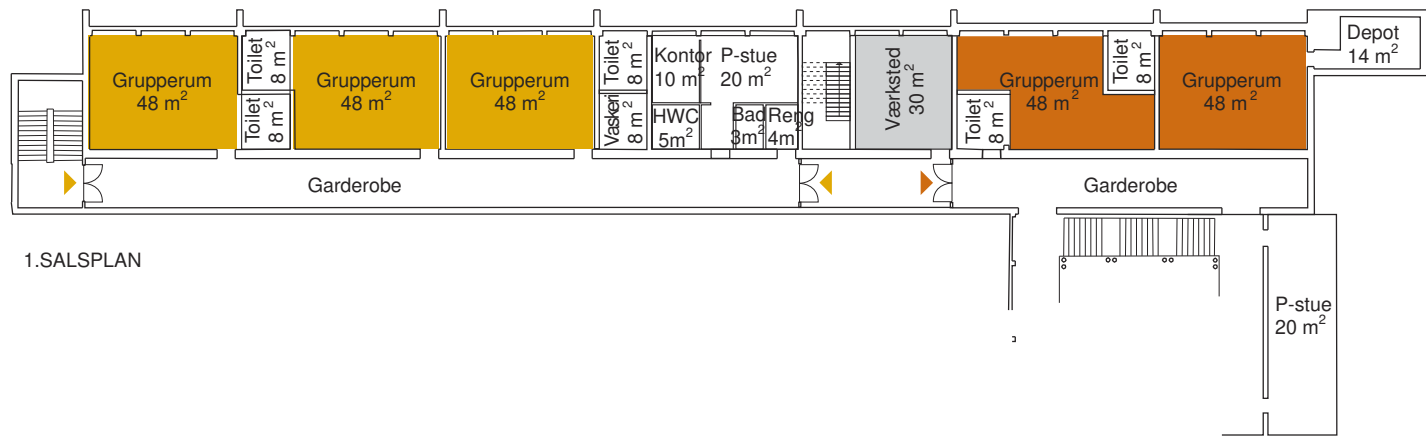 Grupperum
48 m²
Toilet
8 m²
Toilet
8 m²
Grupperum
48 m²
Grupperum
48 m²
Toilet
8 m²
Vaskeri
8 m²
Kontor
10 m²
P-stue
20 m²
HWC
5m²
Bad
3m²
Reng
4m²
Værksted
30 m²
Grupperum
48 m²
Toilet
8 m²
Toilet
8 m²
Grupperum
48 m²
Depot
14 m²
Garderobe
Garderobe
1.SALSPLAN
P-stue
20 m²